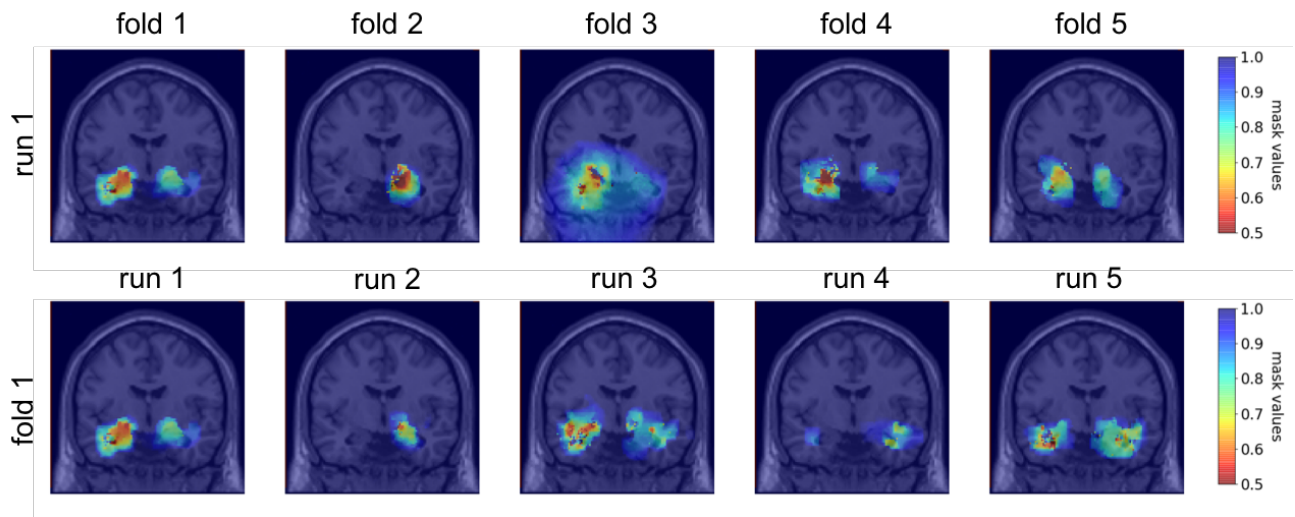 fold 1 fold 2 fold 3 fold 4 fold 5
run 1
1.0
0.9
0.8
0.7
0.6
0.5
mask values
run 1 run 2 run 3 run 4 run 5
fold 1
1.0
0.9
0.8
0.7
0.6
0.5
mask values